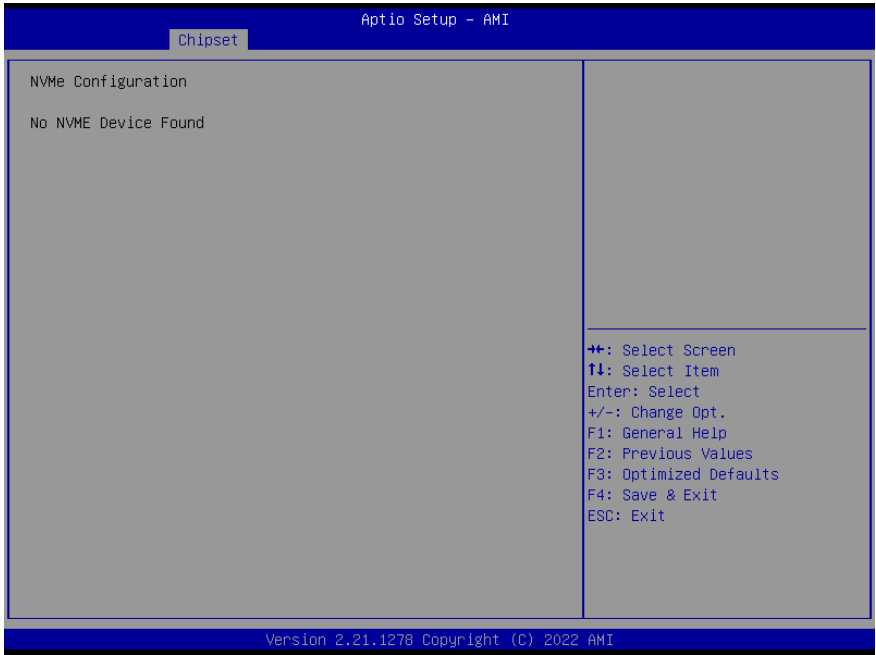 Aptio Setup – AMI
Chipset
NVMe Configuration
No NVME Device Found
→←: Select Screen
↑↓: Select Item
Enter: Select
+/-: Change Opt.
F1: General Help
F2: Previous Values
F3: Optimized Defaults
F4: Save & Exit
ESC: Exit
Version 2.21.1278 Copyright (C) 2022 AMI